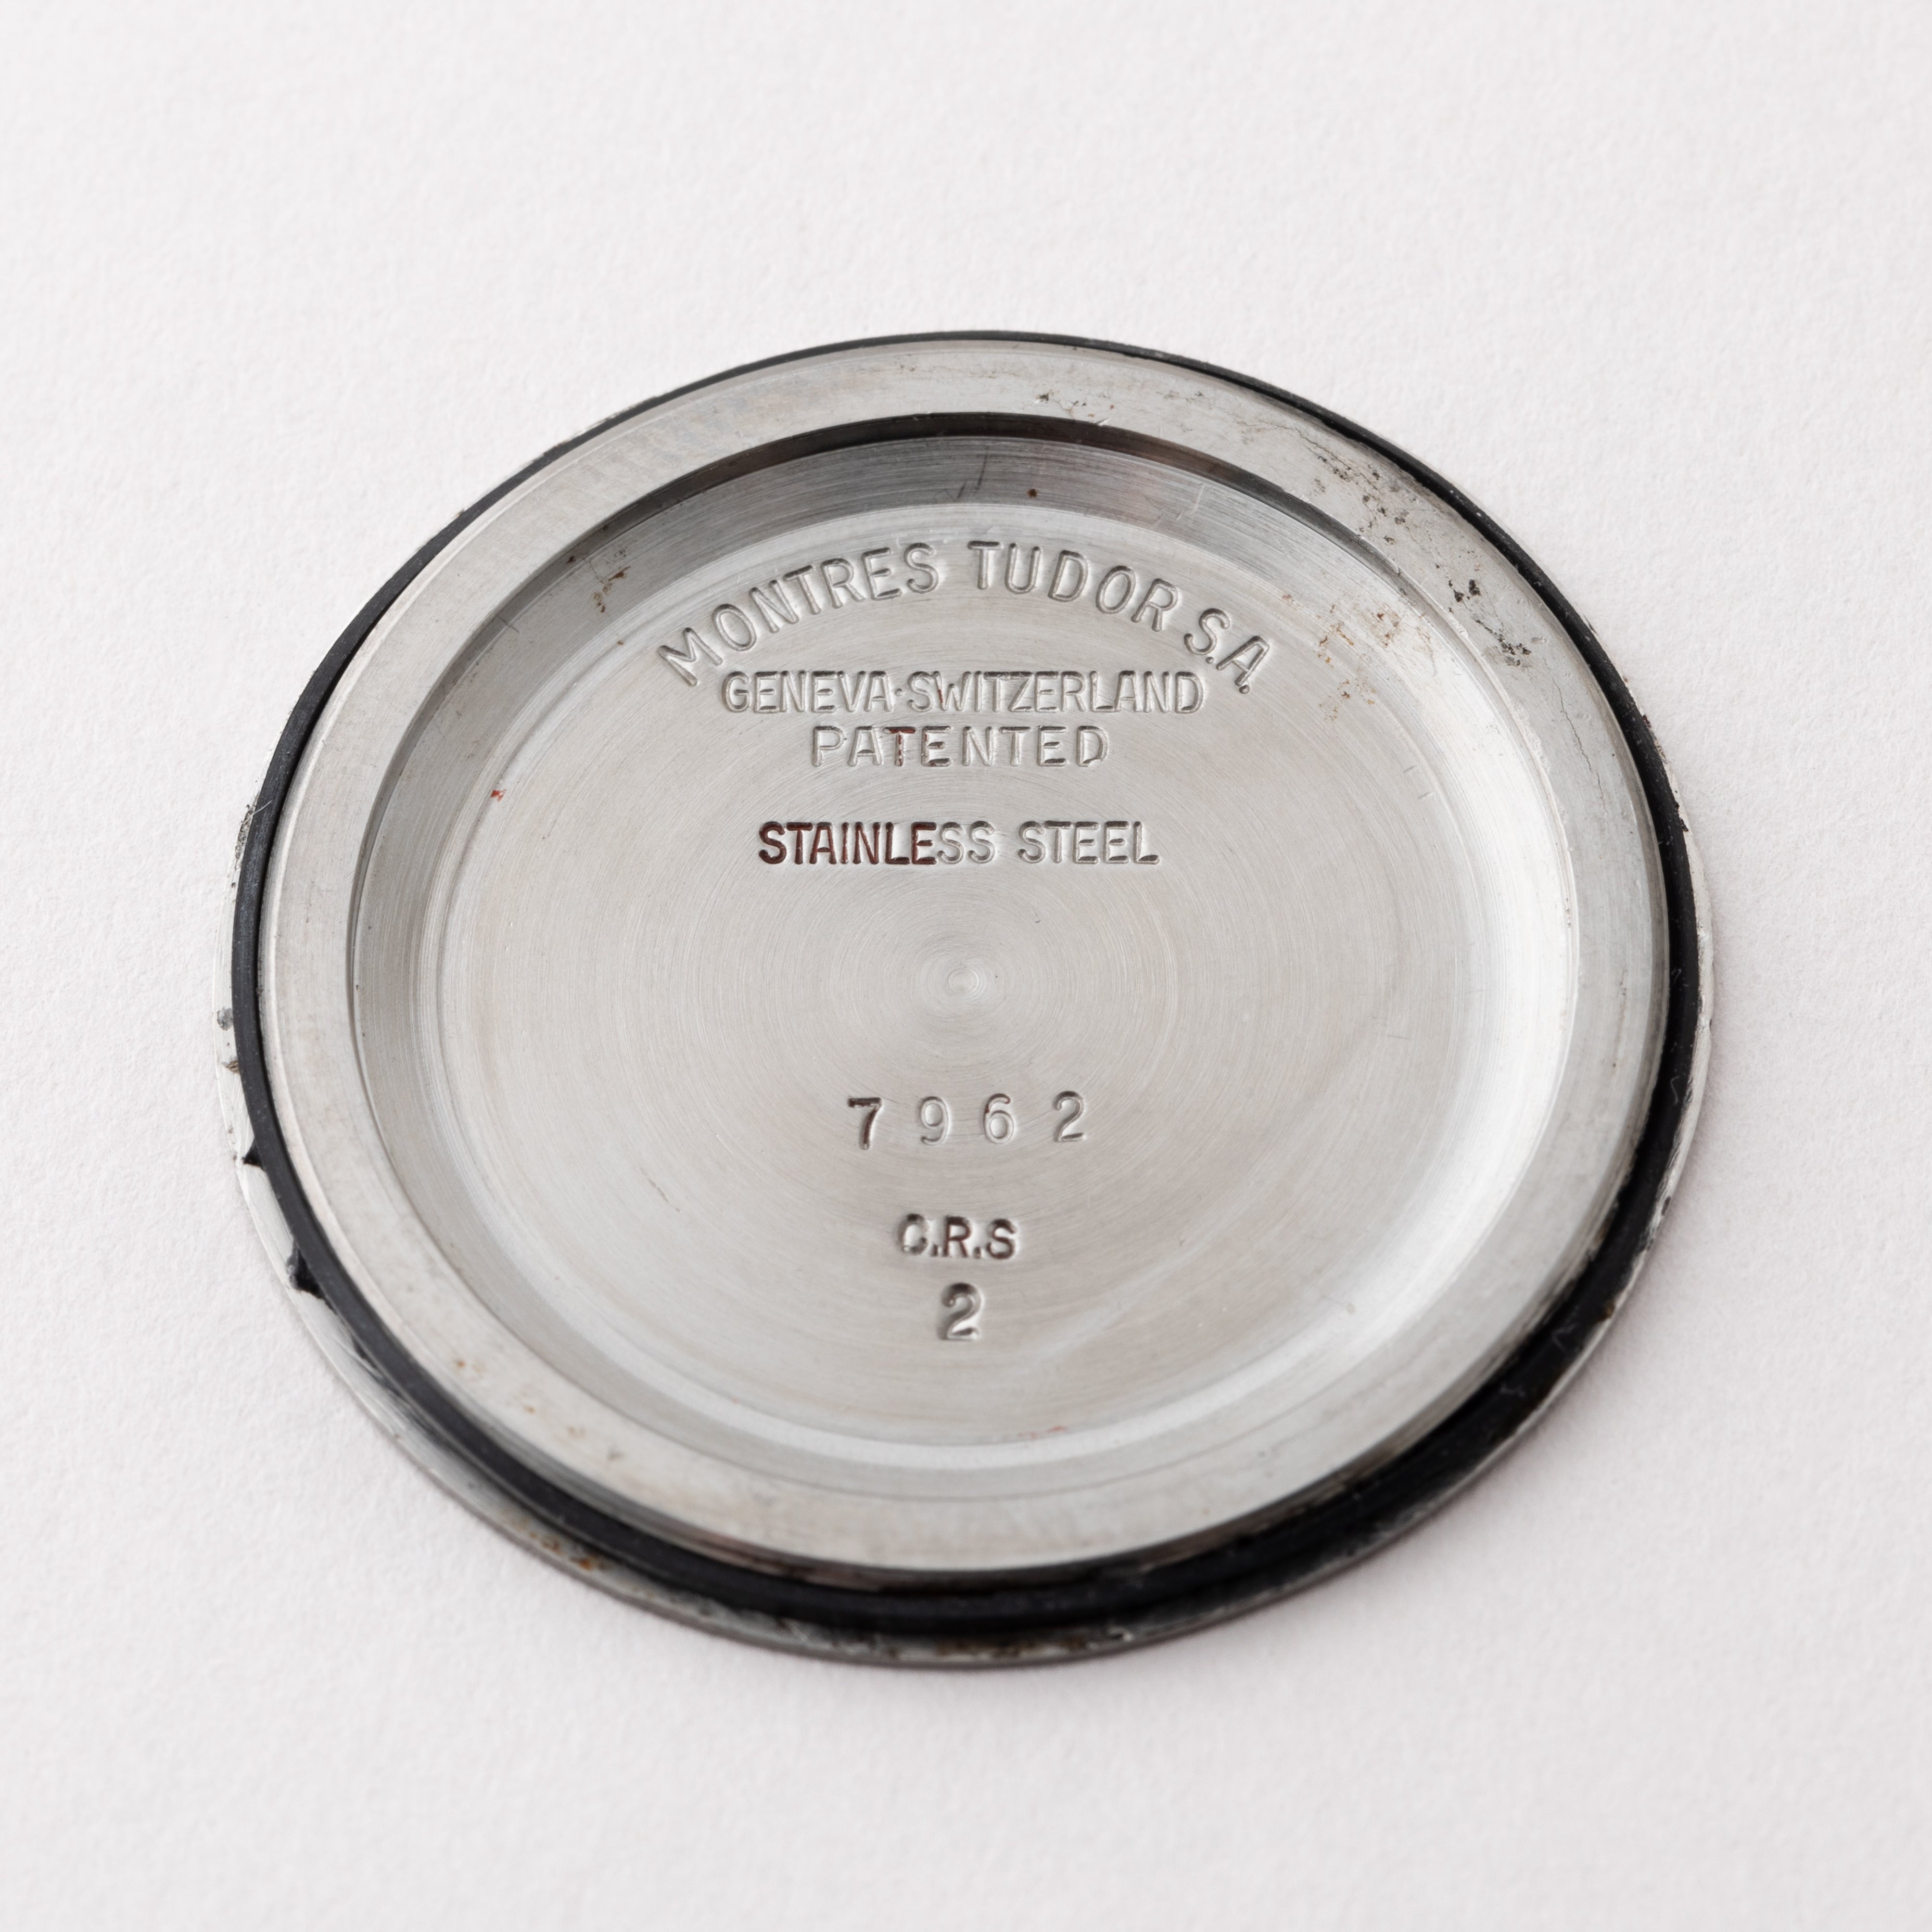 MONTRES TUDOR S.A.
GENEVA·SWITZERLAND
PATENTED
STAINLESS STEEL
7962
C.R.S
2